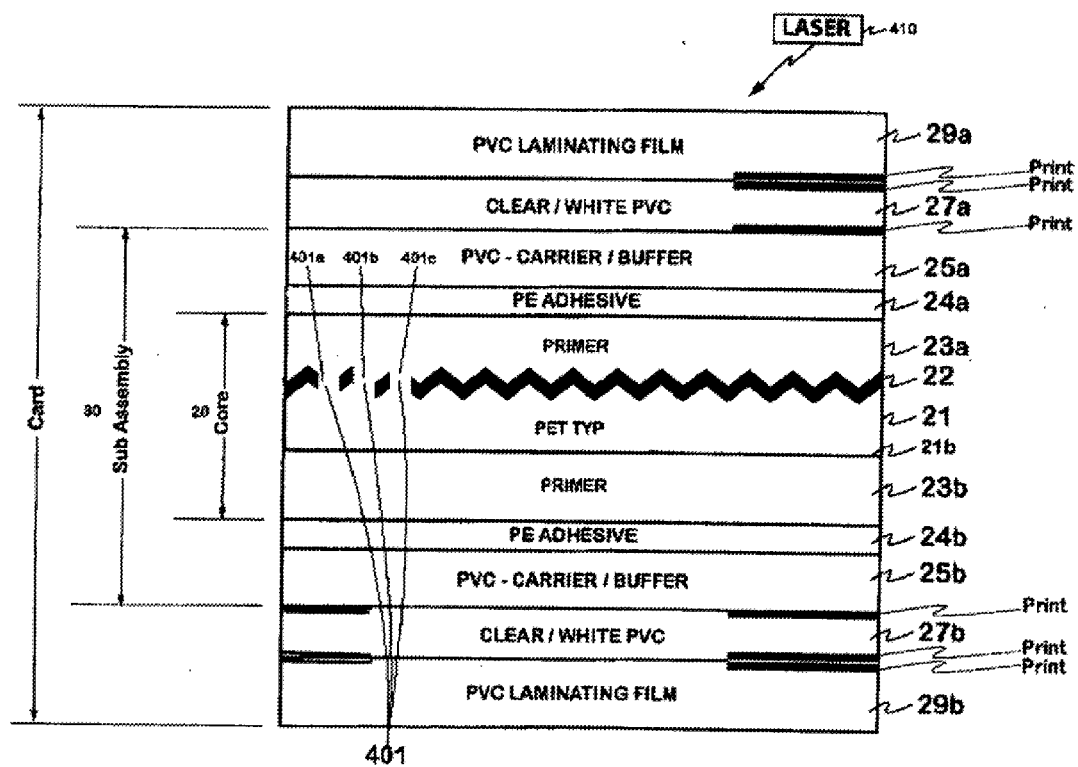 LASER 410
PVC LAMINATING FILM 29a
Print
Print
CLEAR / WHITE PVC 27a
Print
401a 401b 401c PVC - CARRIER / BUFFER 25a
PE ADHESIVE 24a
PRIMER 23a
22
Card
30 Sub Assembly
20 Core
21
PET TYP
21b
PRIMER 23b
PE ADHESIVE 24b
PVC - CARRIER / BUFFER 25b
Print
CLEAR / WHITE PVC 27b
Print
Print
PVC LAMINATING FILM 29b
401